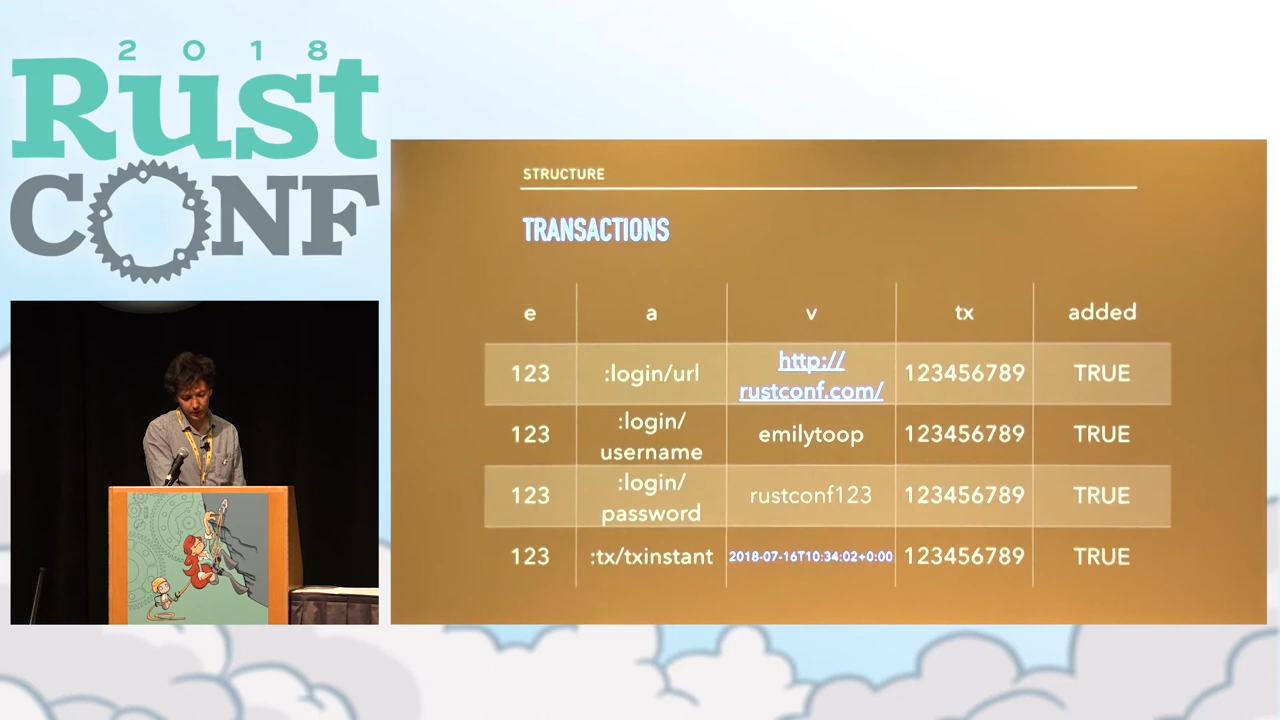 2018
Rust
CONF
STRUCTURE
TRANSACTIONS
e a v tx added
123 :login/url http://rustconf.com/ 123456789 TRUE
123 :login/username emilytoop 123456789 TRUE
123 :login/password rustconf123 123456789 TRUE
123 :tx/txinstant 2018-07-16T10:34:02+0:00 123456789 TRUE